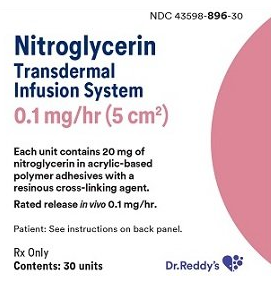 NDC 43598-896-30
Nitroglycerin
Transdermal
Infusion System
0.1 mg/hr (5 cm²)
Each unit contains 20 mg of
nitroglycerin in acrylic-based
polymer adhesives with a
resinous cross-linking agent.
Rated release in vivo 0.1 mg/hr.
Patient: See instructions on back panel.
Rx Only
Contents: 30 units
Dr.Reddy's